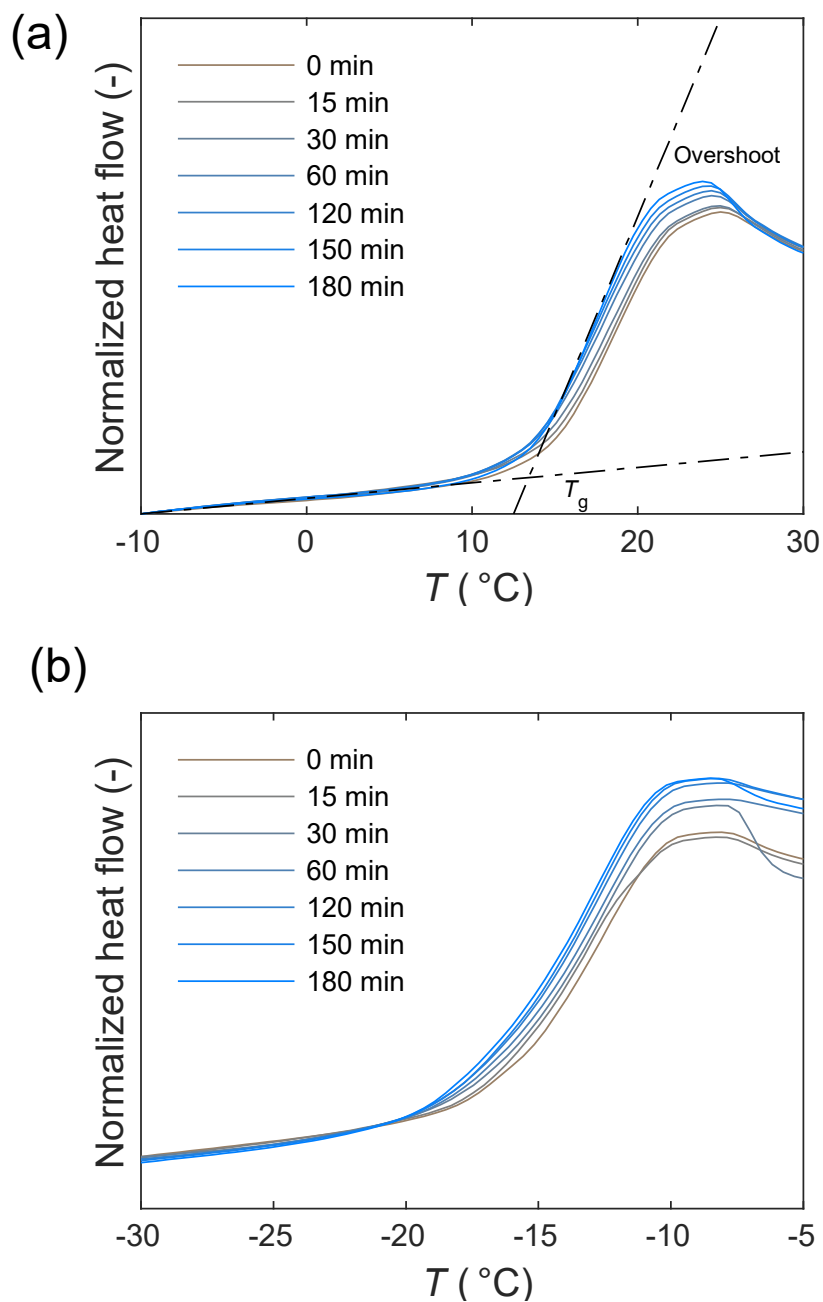 (a)
Normalized heat flow (-)
0 min
15 min
30 min
60 min
120 min
150 min
180 min
Overshoot
Tg
-10 0 10 20 30
T ( °C)
(b)
Normalized heat flow (-)
0 min
15 min
30 min
60 min
120 min
150 min
180 min
-30 -25 -20 -15 -10 -5
T ( °C)